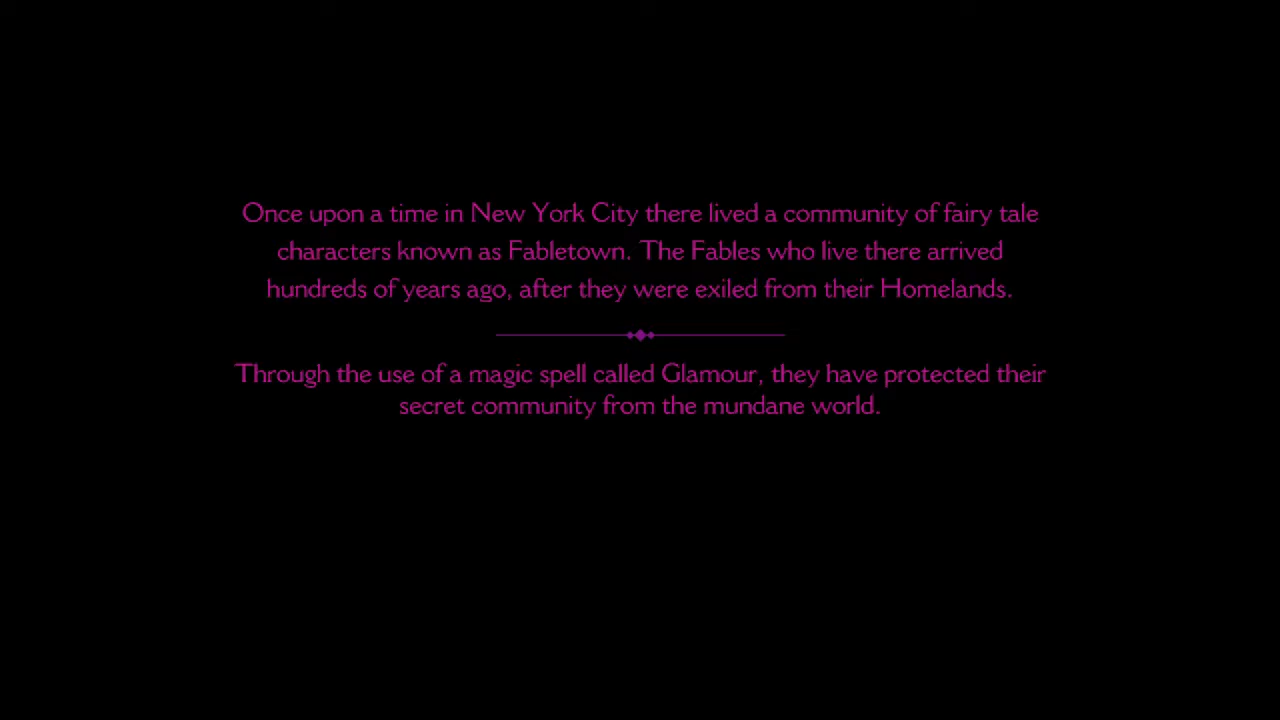 Once upon a time in New York City there lived a community of fairy tale
characters known as Fabletown. The Fables who live there arrived
hundreds of years ago, after they were exiled from their Homelands.
Through the use of a magic spell called Glamour, they have protected their
secret community from the mundane world.